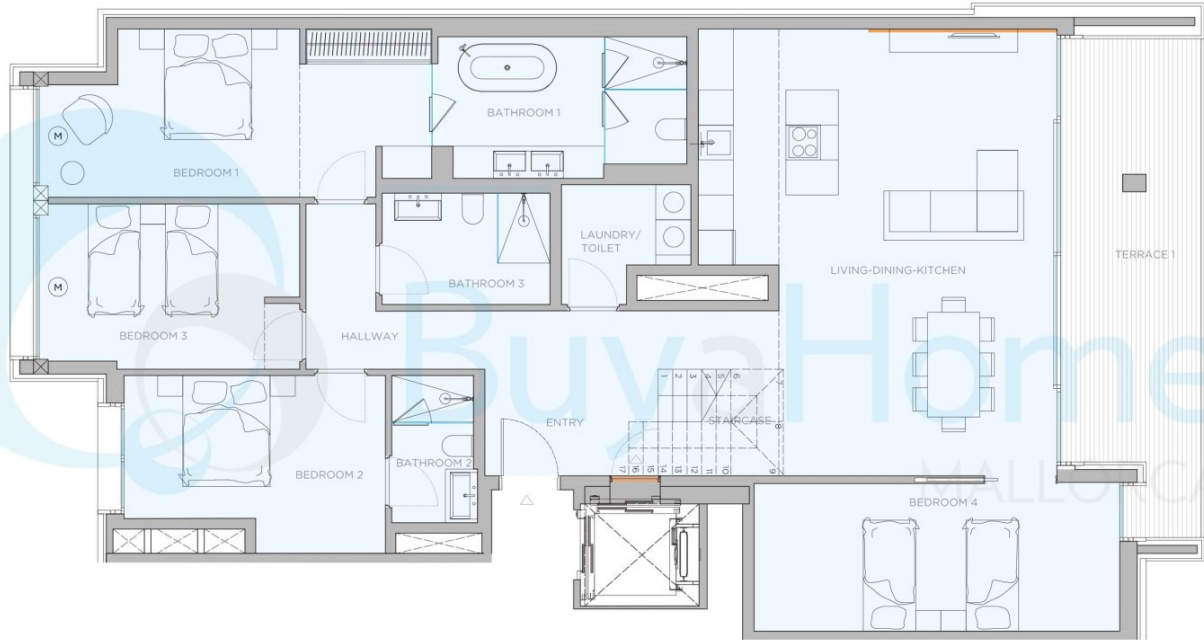 BEDROOM 1
M
BATHROOM 1
BEDROOM 3
M
BATHROOM 3
LAUNDRY/
TOILET
LIVING-DINING-KITCHEN
TERRACE 1
HALLWAY
BuyaHome
MALLORCA
BEDROOM 2
BATHROOM 2
ENTRY
STAIRCASE
1 2 3 4 5 6
7
8
9
17 16 15 14 13 12 11 10
BEDROOM 4